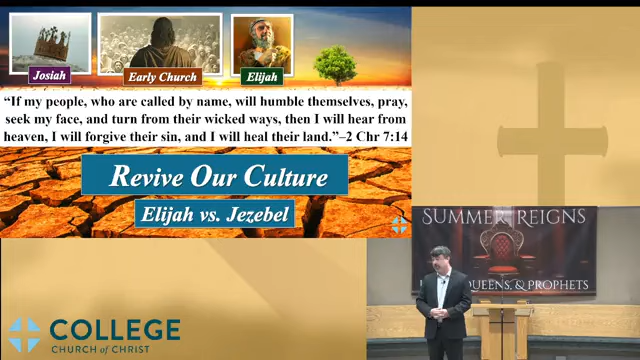 Josiah
Early Church
Elijah
“If my people, who are called by name, will humble themselves, pray,
seek my face, and turn from their wicked ways, then I will hear from
heaven, I will forgive their sin, and I will heal their land.”–2 Chr 7:14
Revive Our Culture
Elijah vs. Jezebel
SUMMER REIGNS
QUEENS, & PROPHETS
COLLEGE
CHURCH of CHRIST